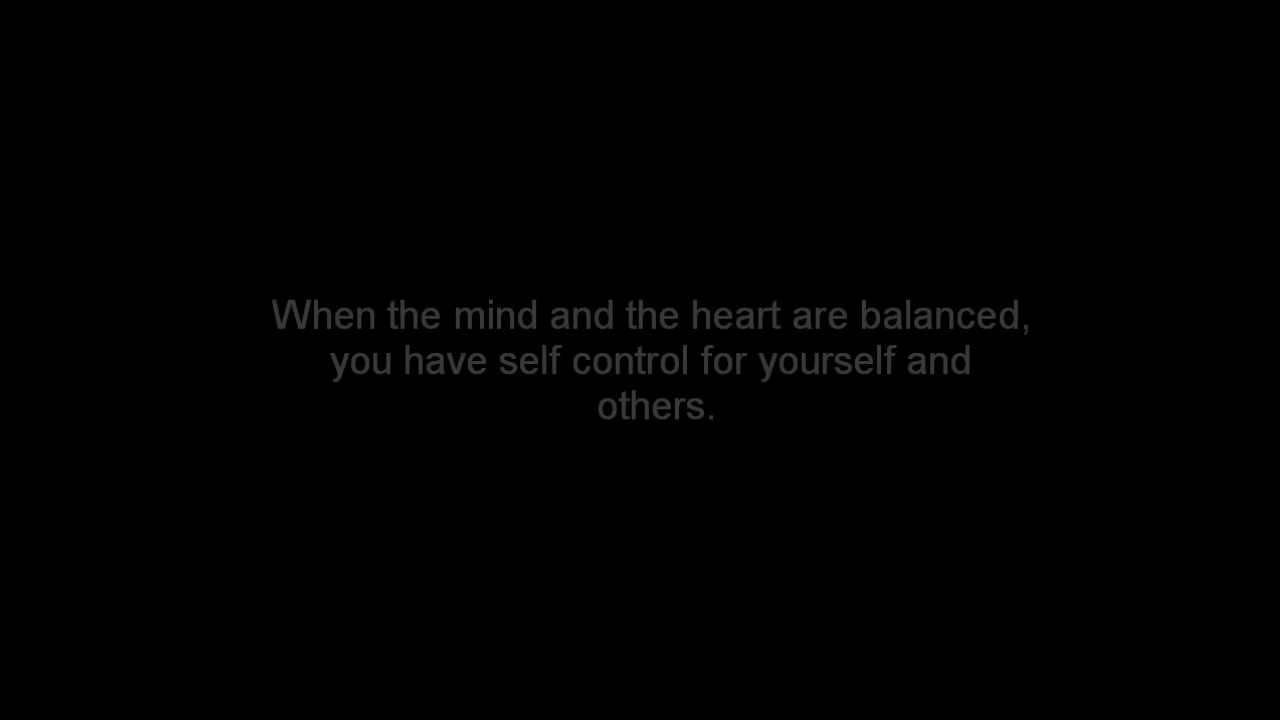 When the mind and the heart are balanced,
you have self control for yourself and
others.